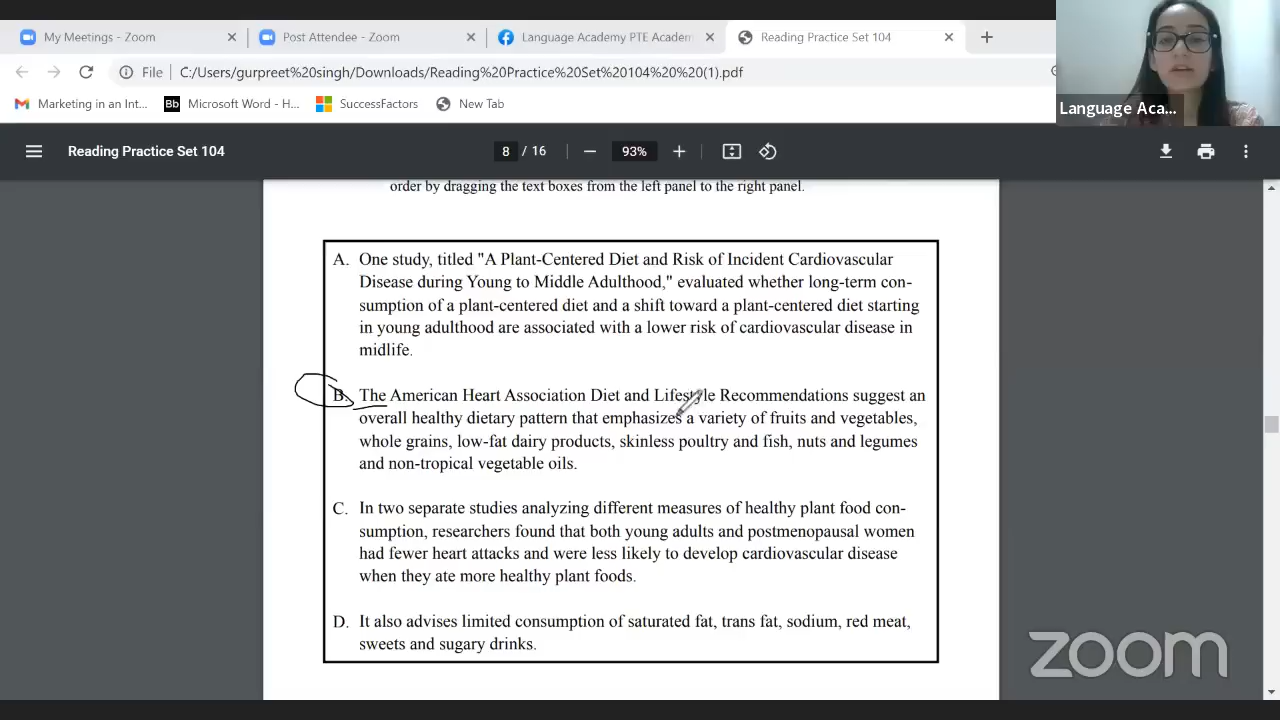 My Meetings - Zoom
Post Attendee - Zoom
Language Academy PTE Academ
Reading Practice Set 104
File
C:/Users/gurpreet%20singh/Downloads/Reading%20Practice%20Set%20104%20%20(1).pdf
Marketing in an Int...
Bb
Microsoft Word - H...
SuccessFactors
New Tab
Language Aca...
Reading Practice Set 104
8 / 16
93%
order by dragging the text boxes from the left panel to the right panel.
A. One study, titled "A Plant-Centered Diet and Risk of Incident Cardiovascular
Disease during Young to Middle Adulthood," evaluated whether long-term con-
sumption of a plant-centered diet and a shift toward a plant-centered diet starting
in young adulthood are associated with a lower risk of cardiovascular disease in
midlife.
B. The American Heart Association Diet and Lifestyle Recommendations suggest an
overall healthy dietary pattern that emphasizes a variety of fruits and vegetables,
whole grains, low-fat dairy products, skinless poultry and fish, nuts and legumes
and non-tropical vegetable oils.
C. In two separate studies analyzing different measures of healthy plant food con-
sumption, researchers found that both young adults and postmenopausal women
had fewer heart attacks and were less likely to develop cardiovascular disease
when they ate more healthy plant foods.
D. It also advises limited consumption of saturated fat, trans fat, sodium, red meat,
sweets and sugary drinks.
zoom